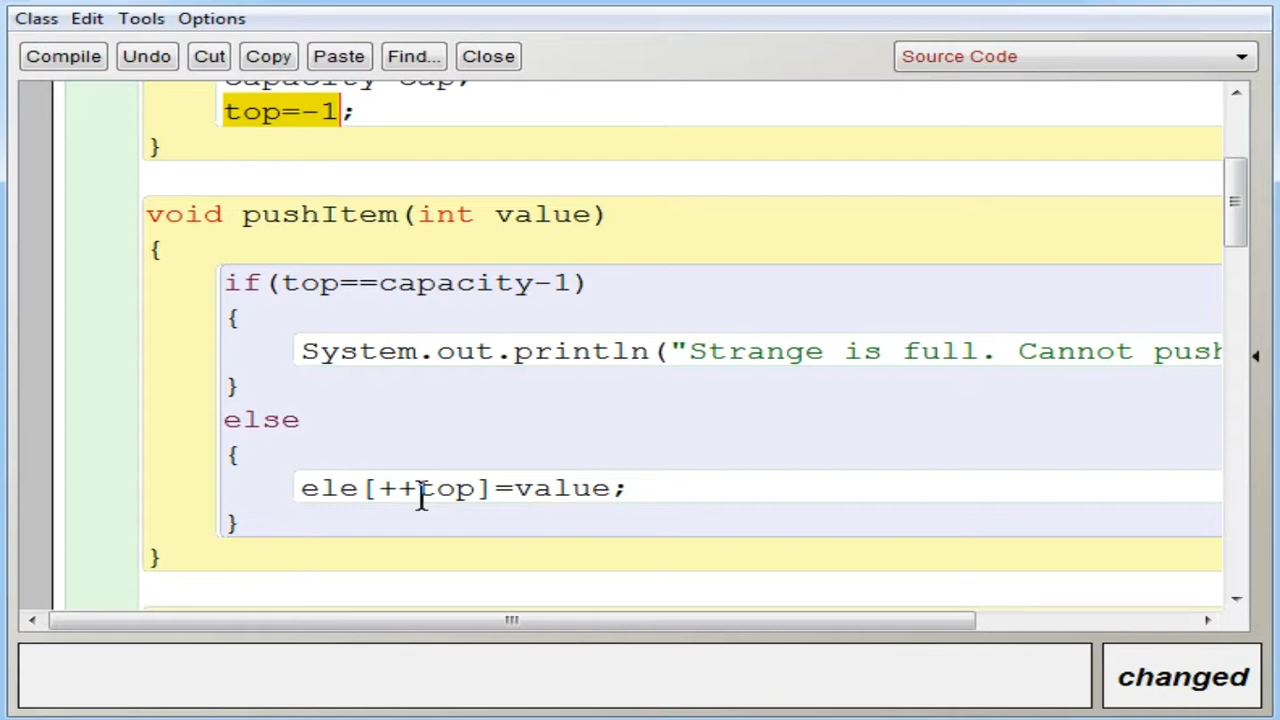 Class Edit Tools Options
Compile Undo Cut Copy Paste Find... Close Source Code
top=-1;
}
void pushItem(int value)
{
if(top==capacity-1)
{
System.out.println("Strange is full. Cannot push
}
else
{
ele[++top]=value;
}
}
changed